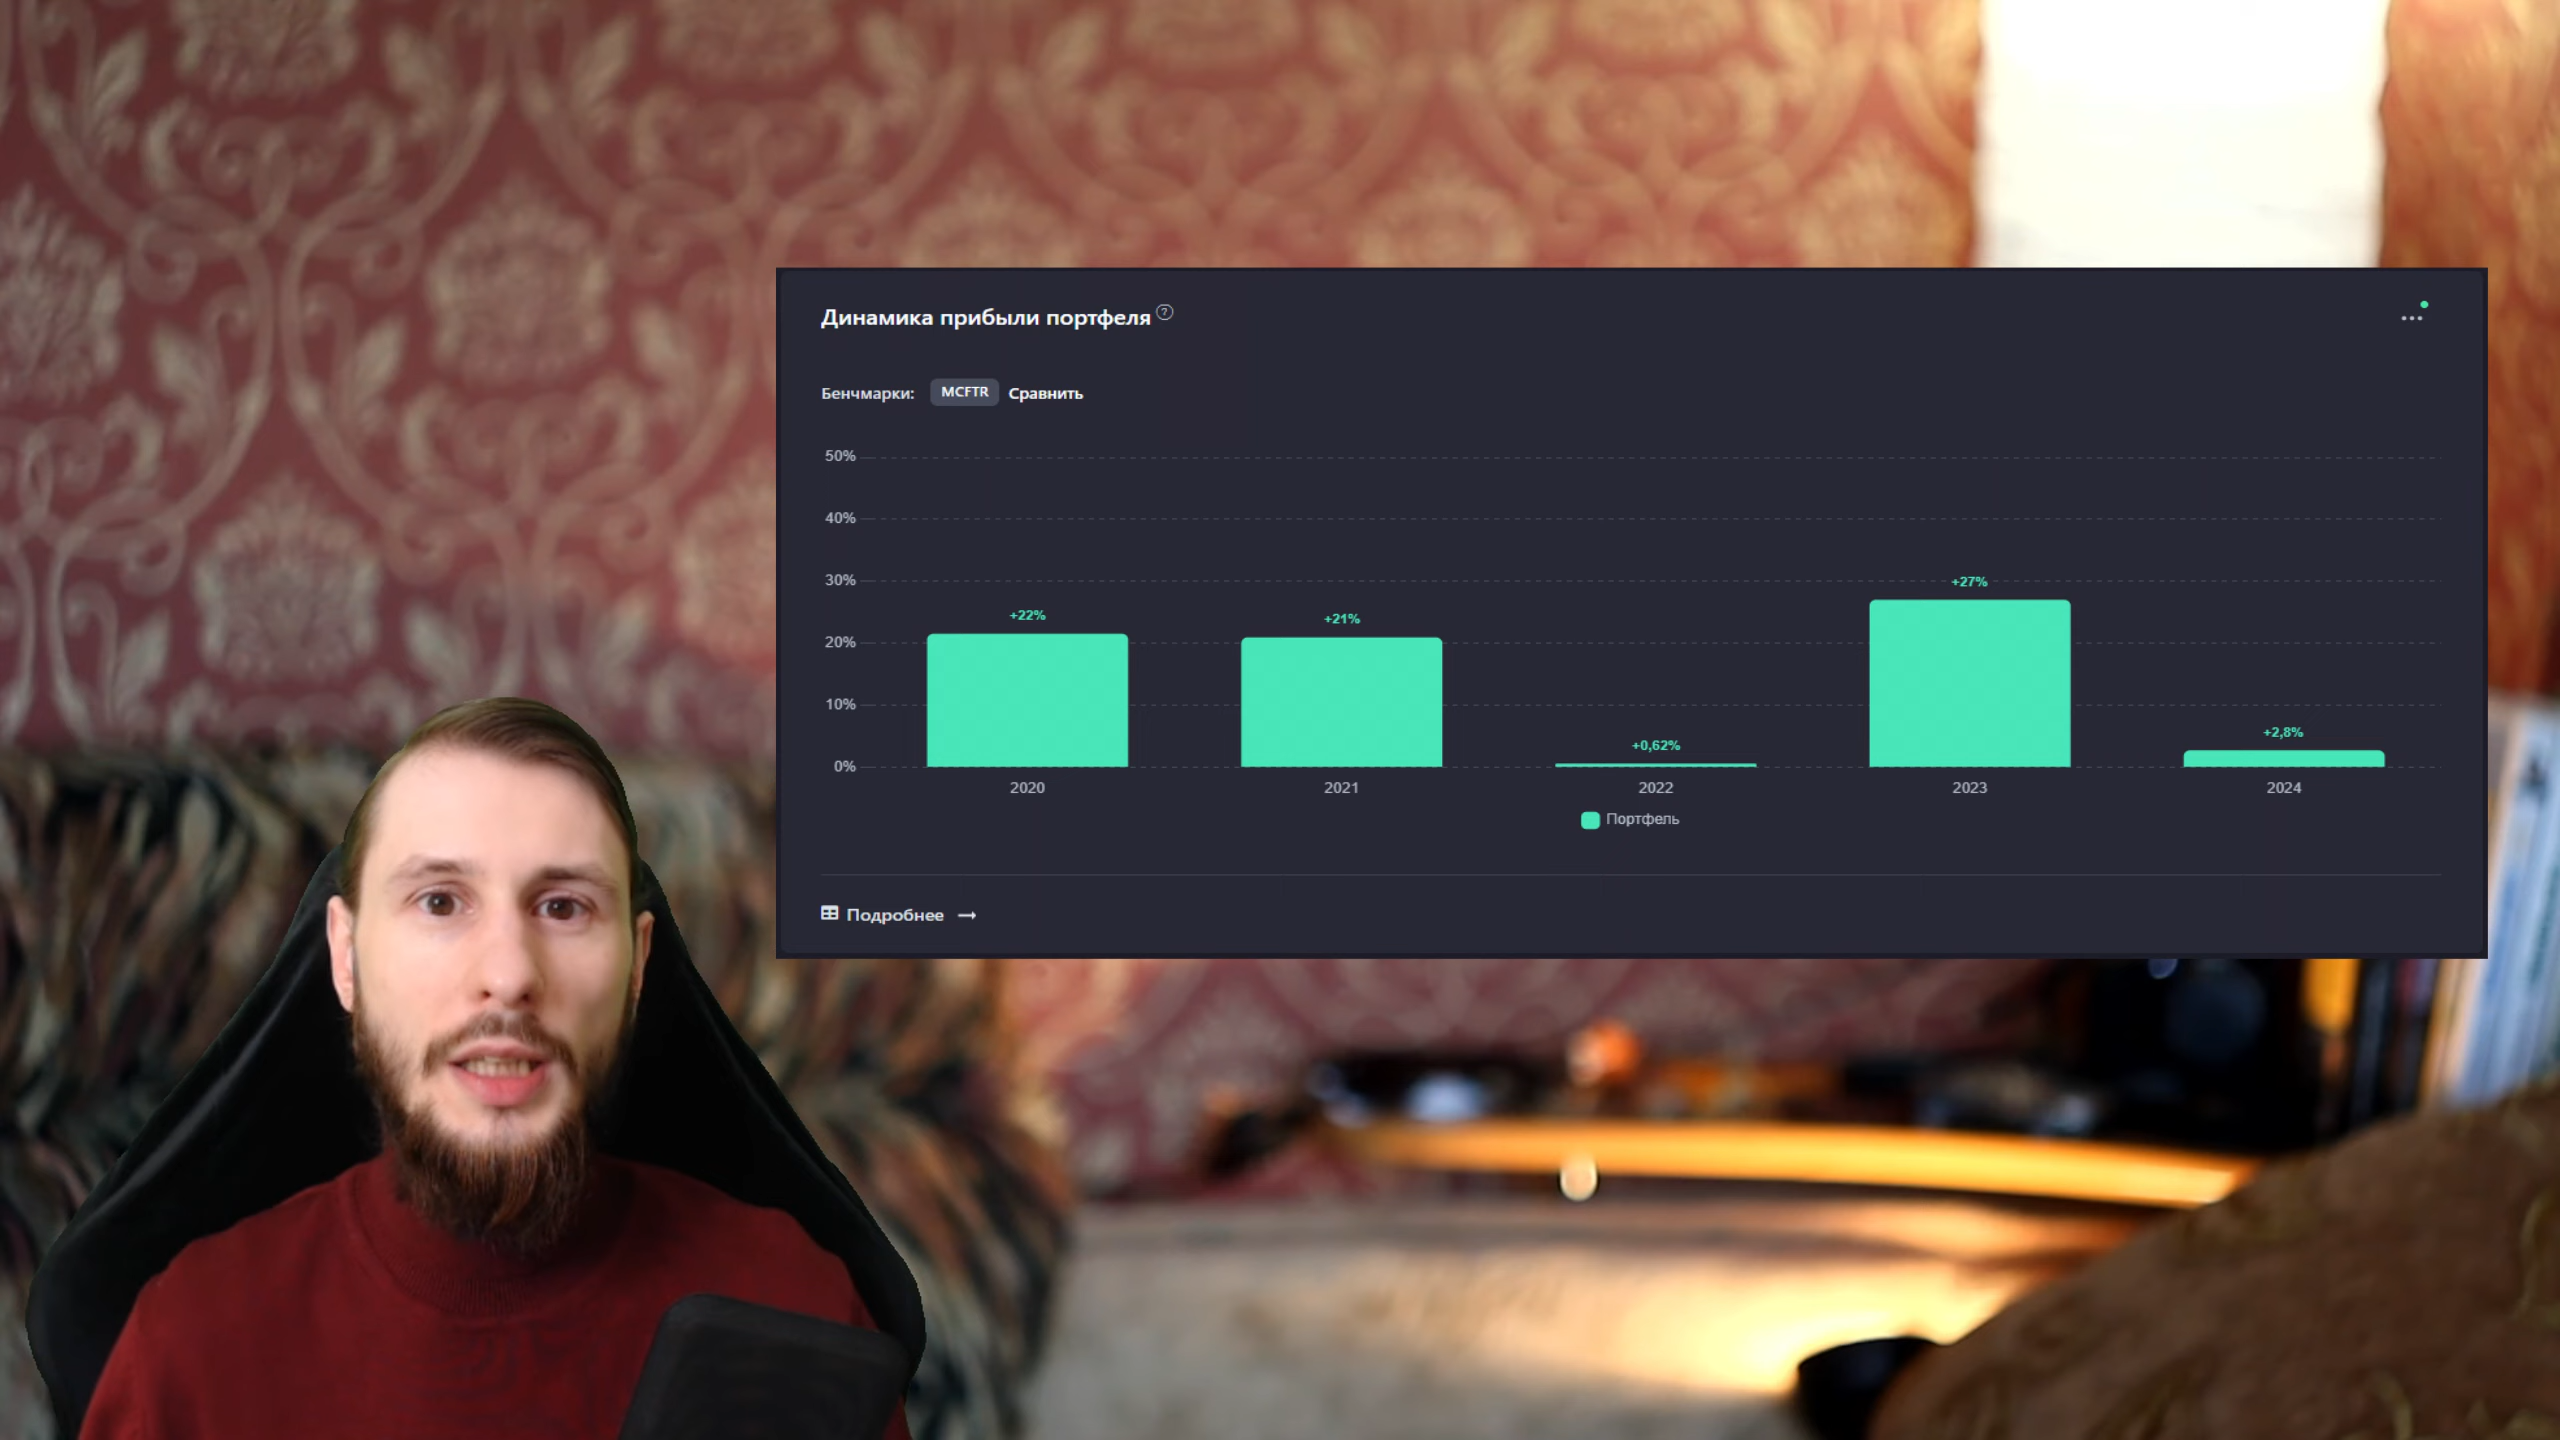 Динамика прибыли портфеля ?
Бенчмарки: MCFTR Сравнить
50%
40%
30%
20%
10%
0%
+22%
+21%
+0,62%
+27%
+2,8%
2020 2021 2022 2023 2024
Портфель
Подробнее →